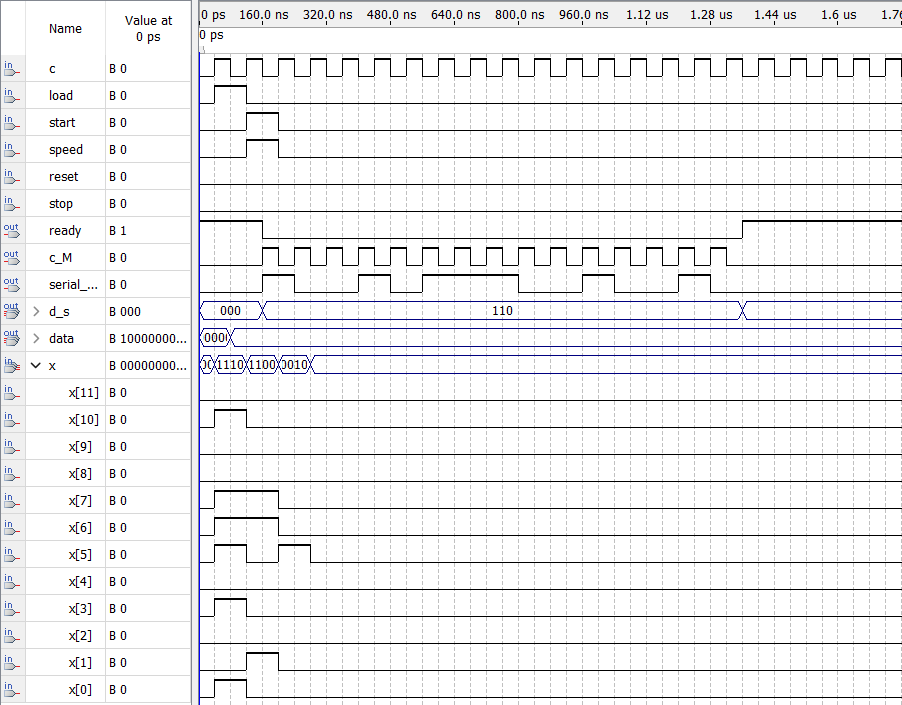 Name Value at 0 ps
0 ps 160.0 ns 320.0 ns 480.0 ns 640.0 ns 800.0 ns 960.0 ns 1.12 us 1.28 us 1.44 us 1.6 us 1.76
0 ps
in c B 0
in load B 0
in start B 0
in speed B 0
in reset B 0
in stop B 0
out ready B 1
out c_M B 0
out serial_... B 0
out > d_s B 000 000 110
out > data B 10000000... 000
in x B 00000000... 00 1110 1100 0010
in x[11] B 0
in x[10] B 0
in x[9] B 0
in x[8] B 0
in x[7] B 0
in x[6] B 0
in x[5] B 0
in x[4] B 0
in x[3] B 0
in x[2] B 0
in x[1] B 0
in x[0] B 0